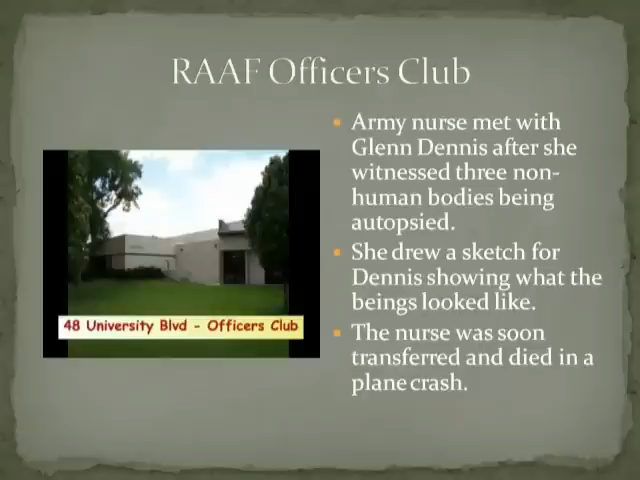 RAAF Officers Club
Army nurse met with
Glenn Dennis after she
witnessed three non-
human bodies being
autopsied.
She drew a sketch for
Dennis showing what the
beings looked like.
The nurse was soon
transferred and died in a
plane crash.
48 University Blvd - Officers Club